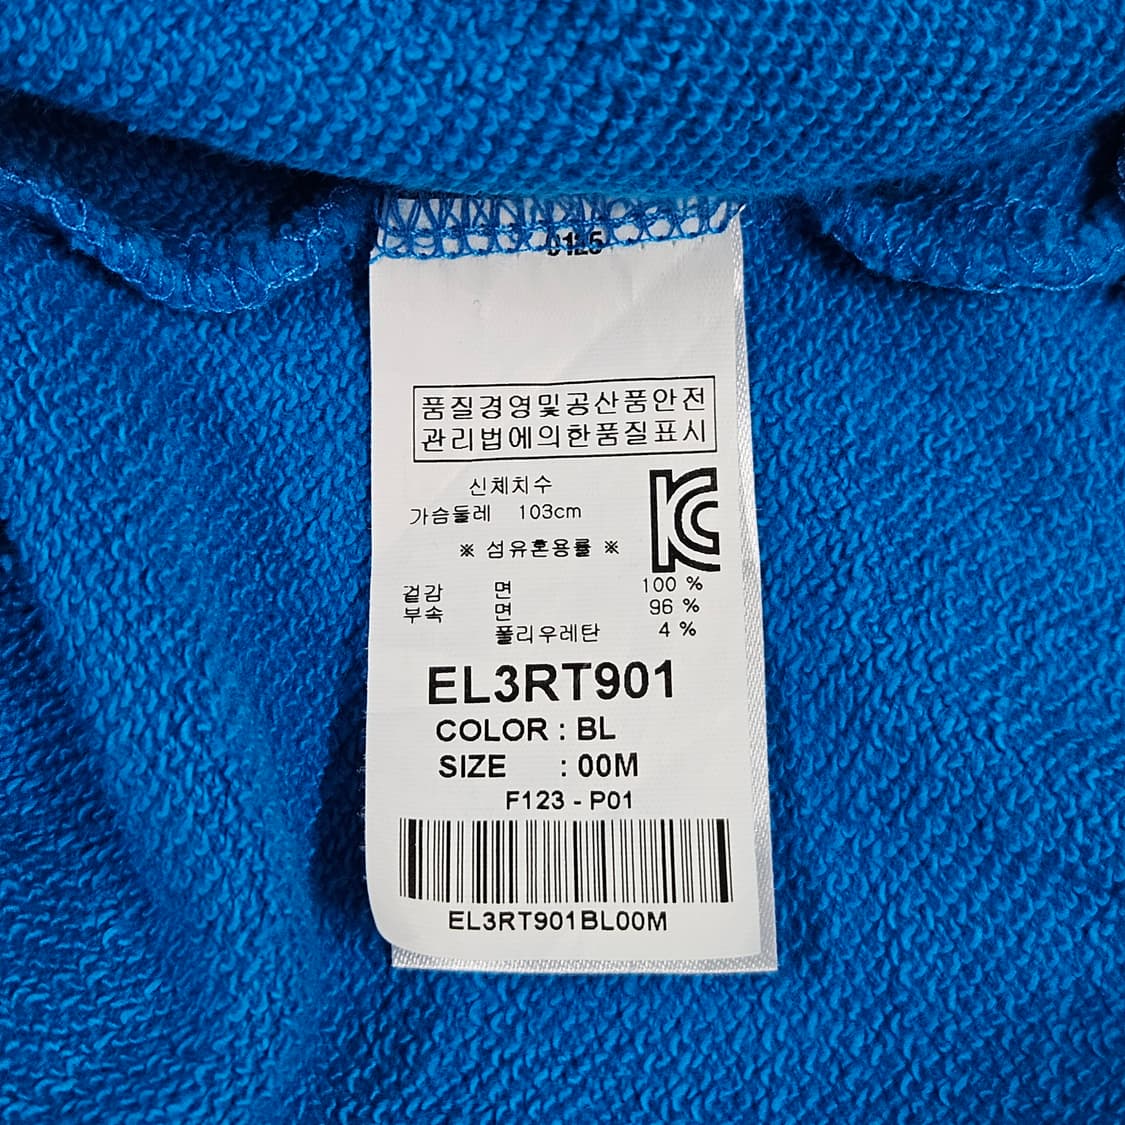 0125
품질경영및공산품안전
관리법에의한품질표시
신체치수
가슴둘레 103cm
※ 섬유혼용률 ※
겉감 면 100 %
부속 면 96 %
폴리우레탄 4 %
EL3RT901
COLOR : BL
SIZE : 00M
F123 - P01
EL3RT901BL00M